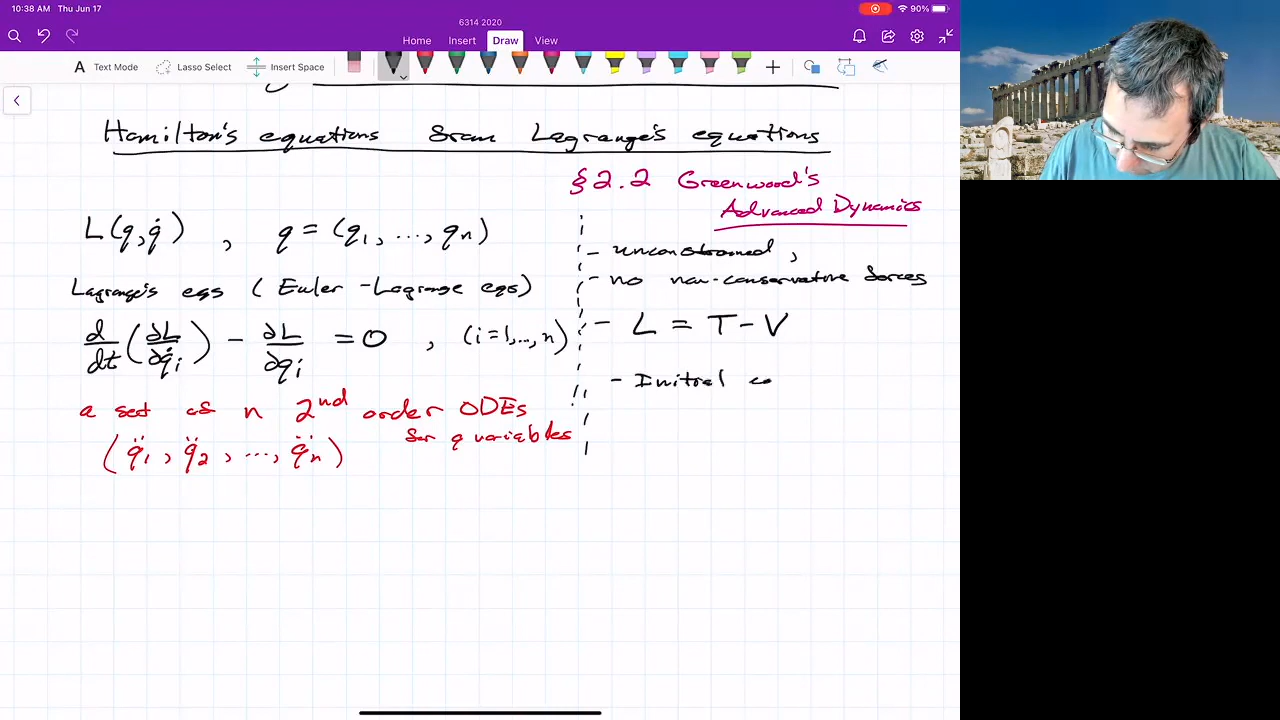 10:38 AM Thu Jun 17
90%
6314 2020
Home Insert Draw View
Text Mode Lasso Select Insert Space
Hamilton's equations from Lagrange's equations
§2.2 Greenwood's
Advanced Dynamics
L(q,q̇) , q = (q₁, ..., qₙ)
Lagrange's eqs (Euler-Lagrange eqs)
d/dt (∂L/∂q̇ᵢ) - ∂L/∂qᵢ = 0 , (i=1,...,n)
a set of n 2nd order ODEs
for q variables
(q̈₁, q̈₂, ..., q̈ₙ)
- unconstrained,
- no non-conservative forces
- L = T-V
- Initial co